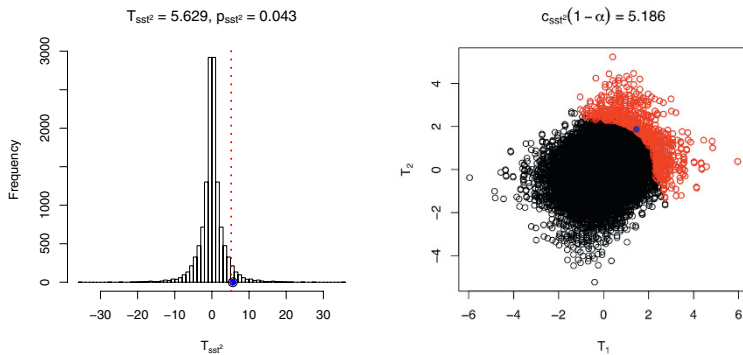 T_sst² = 5.629, p_sst² = 0.043
Frequency
3000
2000
1000
500
0
−30 −20 −10 0 10 20 30
T_sst²
c_sst²(1 − α) = 5.186
T₂
4
2
0
−2
−4
−6 −4 −2 0 2 4 6
T₁